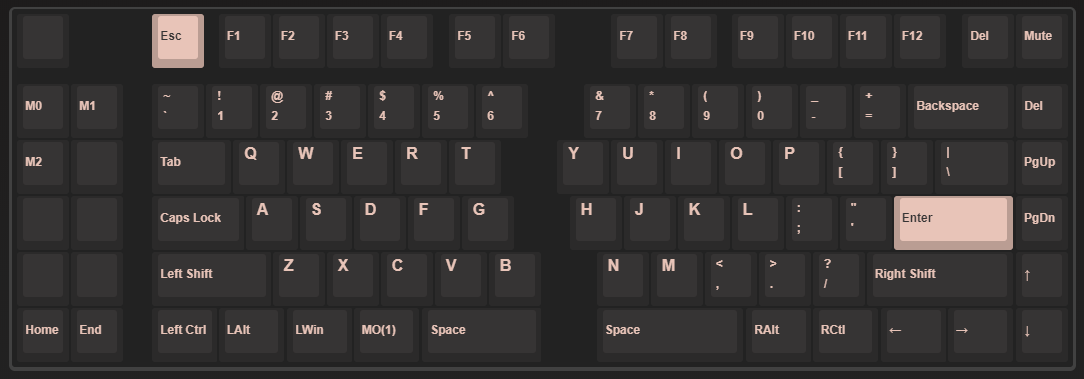 Esc F1 F2 F3 F4 F5 F6 F7 F8 F9 F10 F11 F12 Del Mute
~ ! @ # $ % ^ & * ( ) _ +
M0 M1 ` 1 2 3 4 5 6 7 8 9 0 - = Backspace Del
Q W E R T Y U I O P { } |
M2 Tab [ ] \ PgUp
A S D F G H J K L : "
Caps Lock ; ' Enter PgDn
Z X C V B N M < > ?
Left Shift , . / Right Shift ↑
Home End Left Ctrl LAlt LWin MO(1) Space Space RAlt RCtl ← → ↓